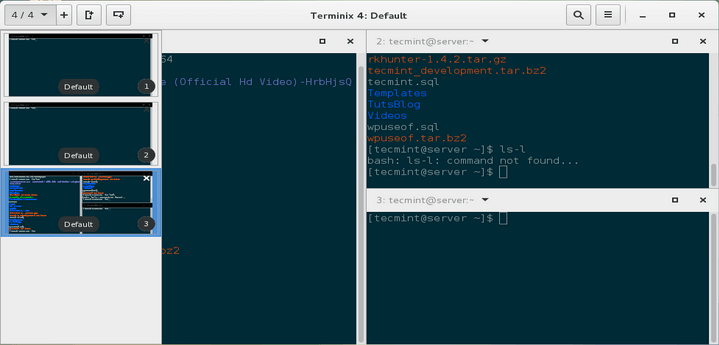 4 / 4
Terminix 4: Default
Default 1
Default 2
Default 3
64
e (Official Hd Video)-HrbHjsQ
oz2
2: tecmint@server:~
rkhunter-1.4.2.tar.gz
tecmint_development.tar.bz2
tecmint.sql
Templates
TutsBlog
Videos
wpuseof.sql
wpuseof.tar.bz2
[tecmint@server ~]$ ls-l
bash: ls-l: command not found...
[tecmint@server ~]$
3: tecmint@server:~
[tecmint@server ~]$